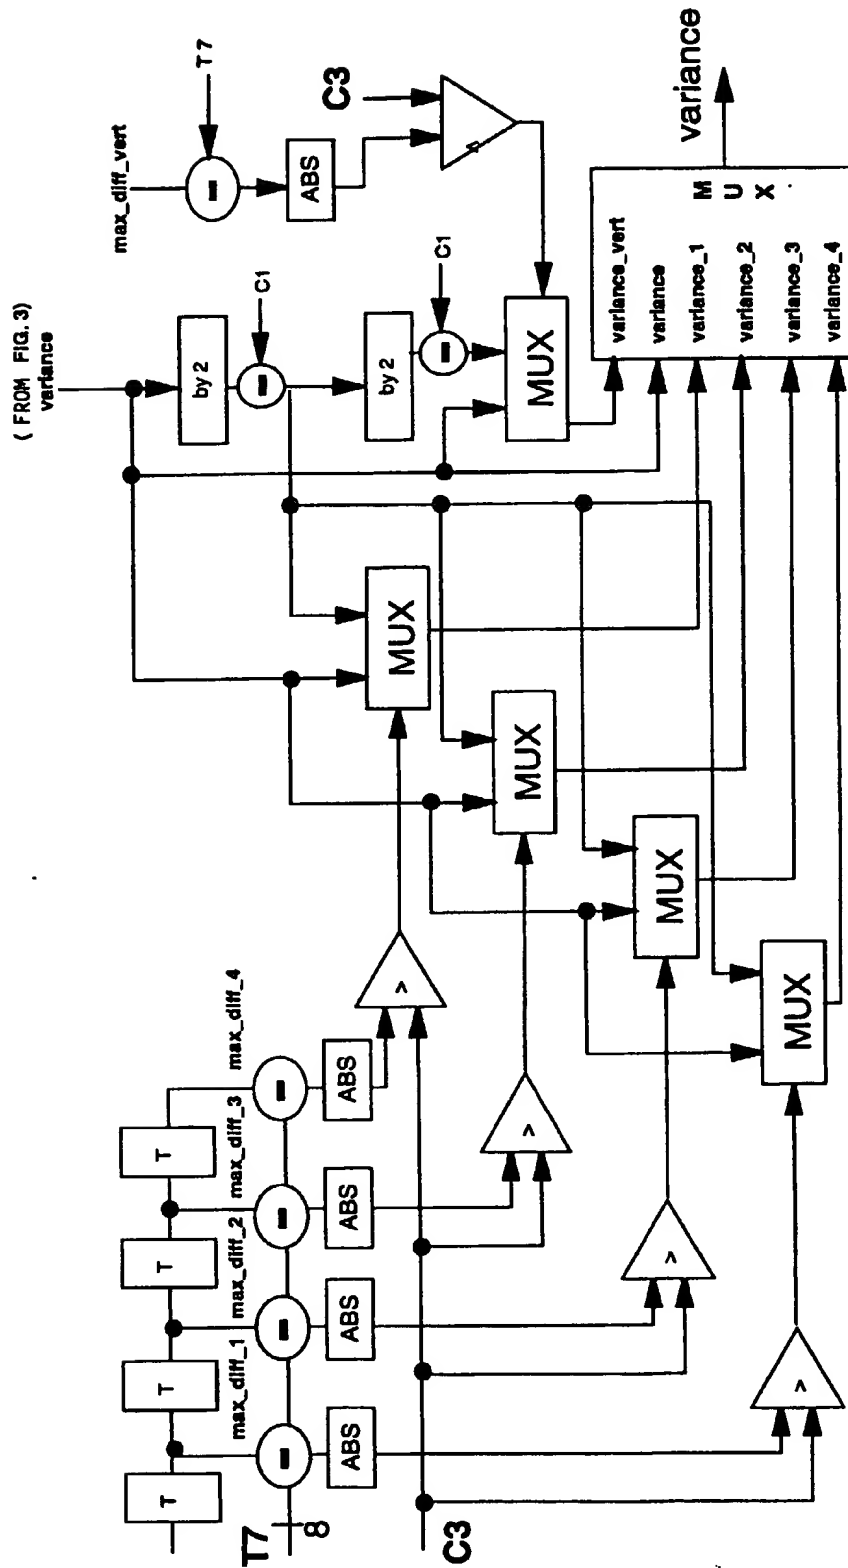 ( FROM FIG. 3)
variance
max_diff_vert
T7
ABS
C3
>
by 2
C1
by 2
C1
MUX
variance_vert
variance
variance_1
variance_2
variance_3
variance_4
M
U
X
variance
T
T
T
T
max_diff_1
max_diff_2
max_diff_3
max_diff_4
T7
8
ABS
ABS
ABS
ABS
C3
>
>
>
>
MUX
MUX
MUX
MUX